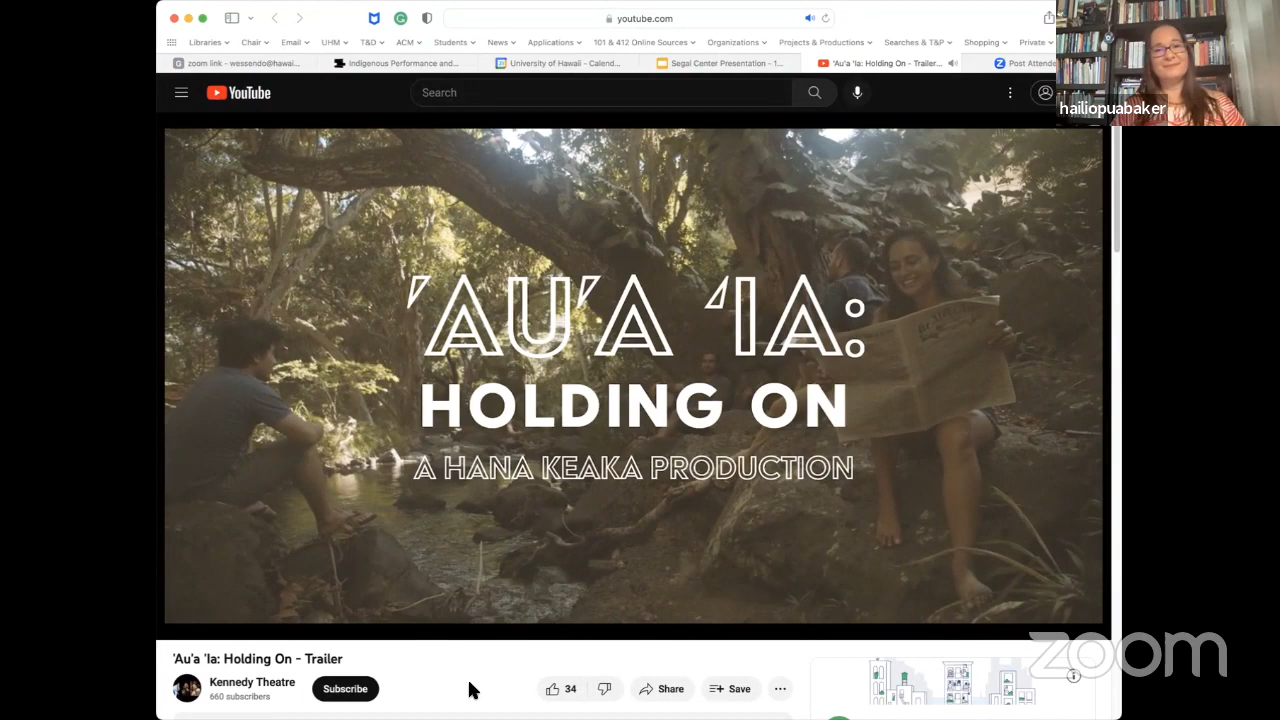 youtube.com
Libraries Chair Email UHM T&D ACM Students News Applications 101 & 412 Online Sources Organizations Projects & Productions Searches & T&P Shopping Private
zoom link - wessendo@hawai... Indigenous Performance and... University of Hawaii - Calend... Segal Center Presentation - 1... 'Au'a 'Ia: Holding On - Trailer... Post Attende
hailiopuabaker
YouTube
Search
'AU'A 'IA:
HOLDING ON
A HANA KEAKA PRODUCTION
'Au'a 'Ia: Holding On - Trailer
Kennedy Theatre
660 subscribers
Subscribe
34
Share
Save
zoom